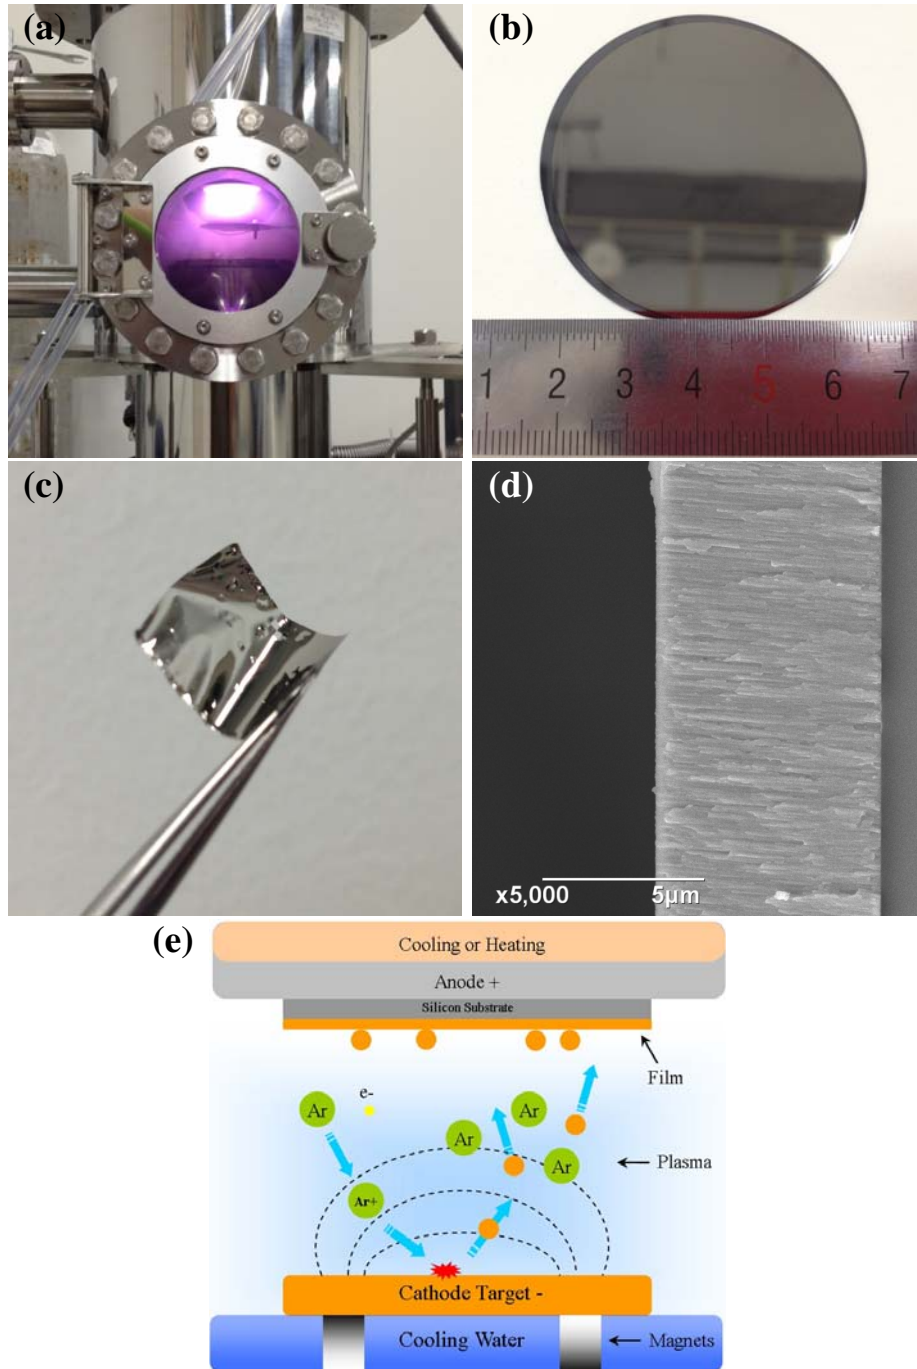 (a)
(b)
1 2 3 4 5 6 7
(c)
(d)
x5,000 5μm
(e)
Cooling or Heating
Anode +
Silicon Substrate
Film
e-
Ar
Ar
Ar
Ar
Plasma
Ar+
Cathode Target -
Cooling Water
Magnets